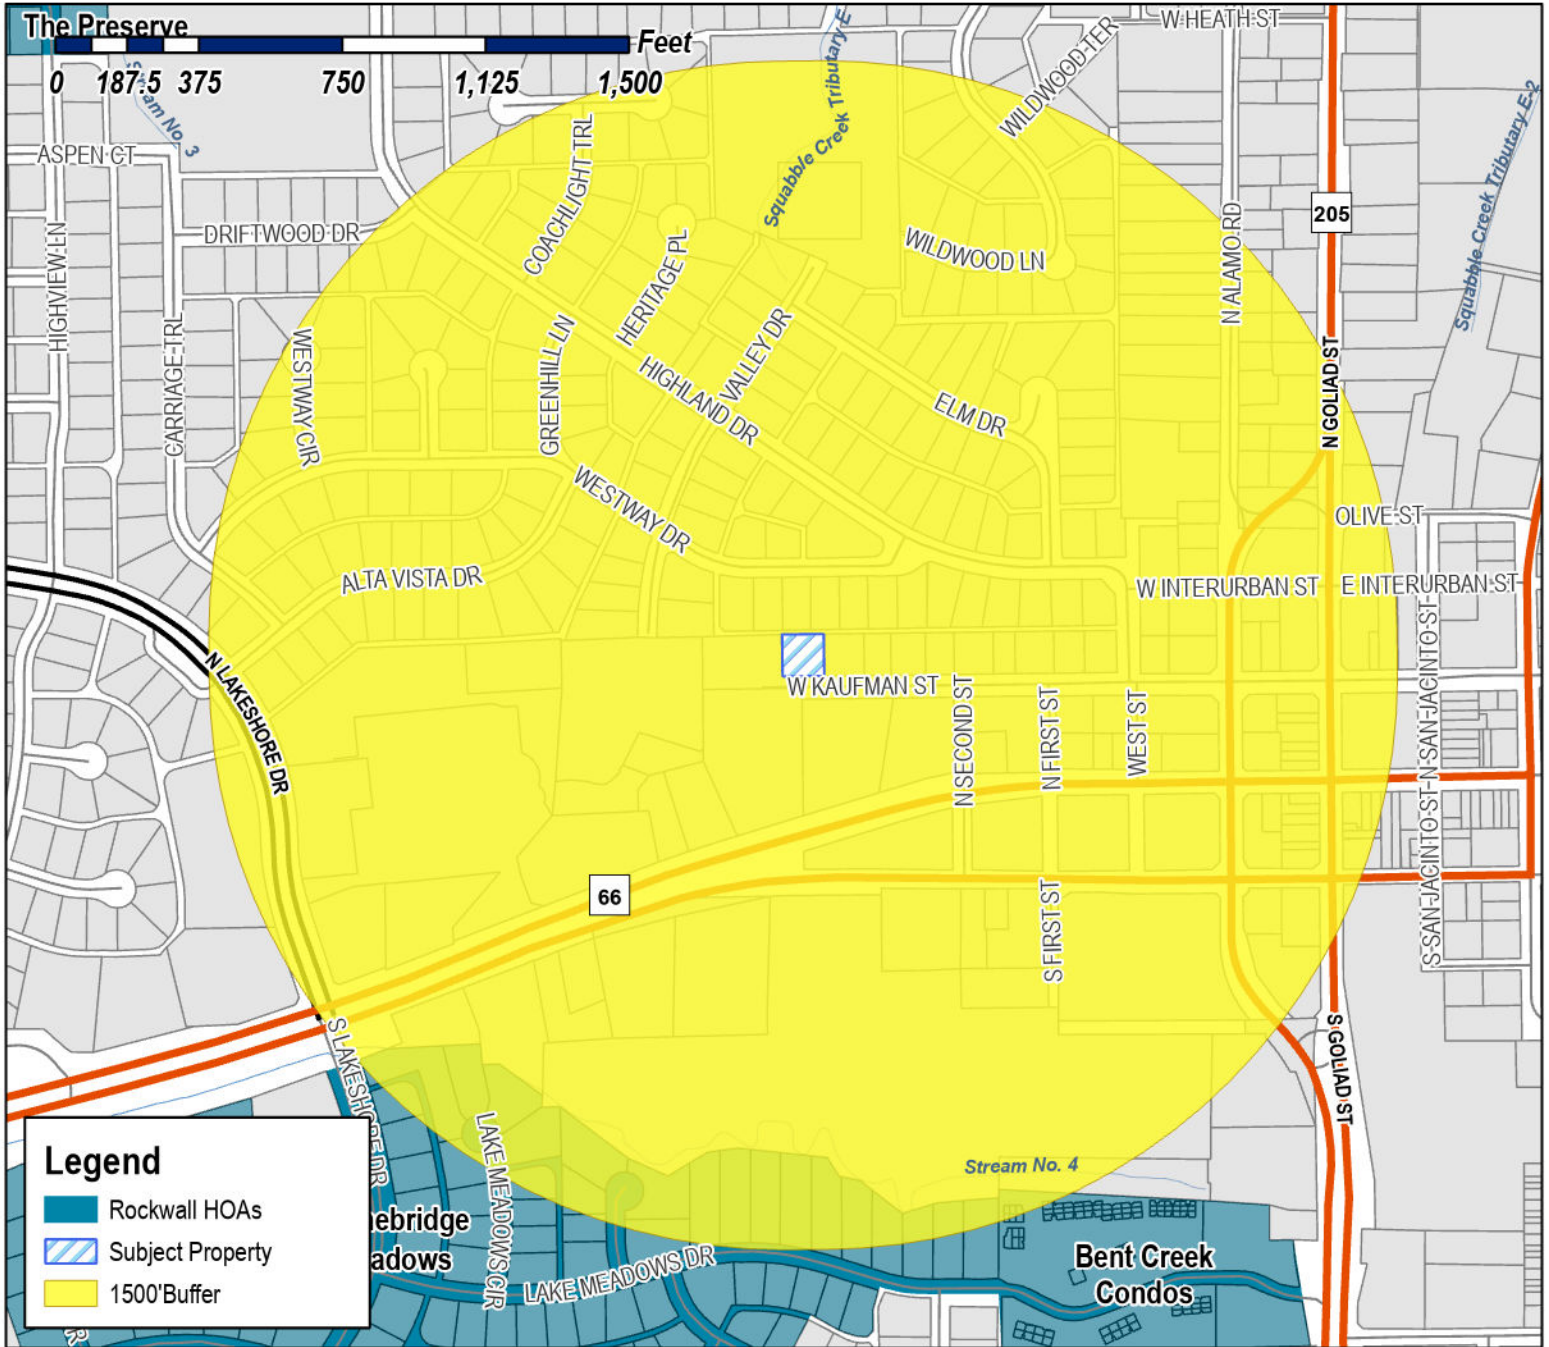 The Preserve
Feet
0 187.5 375 750 1,125 1,500
W HEATH ST
WILDWOOD TER
Squabble Creek Tributary E
Squabble Creek Tributary E-2
Stream No. 3
ASPEN CT
COACHLIGHT TRL
205
DRIFTWOOD DR
HERITAGE PL
WILDWOOD LN
N ALAMO RD
HIGHVIEW LN
CARRIAGE TRL
WESTWAY CIR
GREENHILL LN
VALLEY DR
HIGHLAND DR
ELM DR
N GOLIAD ST
WESTWAY DR
OLIVE ST
ALTA VISTA DR
W INTERURBAN ST
E INTERURBAN ST
N LAKESHORE DR
W KAUFMAN ST
N SECOND ST
N FIRST ST
WEST ST
N SAN JACINTO ST
S SAN JACINTO ST
66
S FIRST ST
S LAKESHORE DR
S GOLIAD ST
LAKE MEADOWS CIR
Stream No. 4
nebridge
adows
LAKE MEADOWS DR
Bent Creek
Condos
Legend
Rockwall HOAs
Subject Property
1500'Buffer